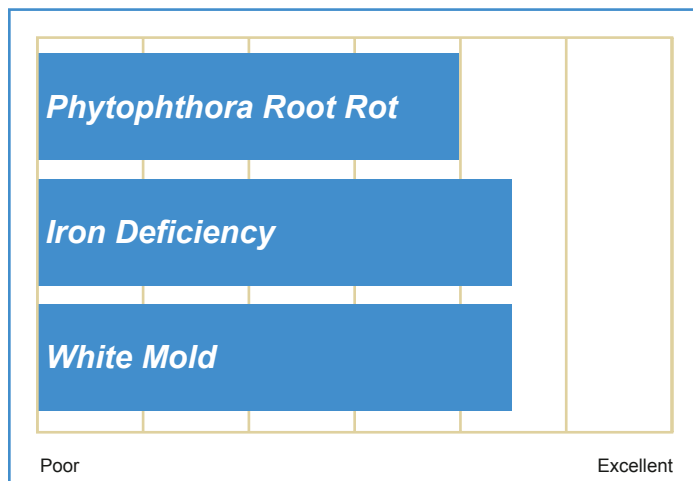 Phytophthora Root Rot
Iron Deficiency
White Mold
Poor Excellent